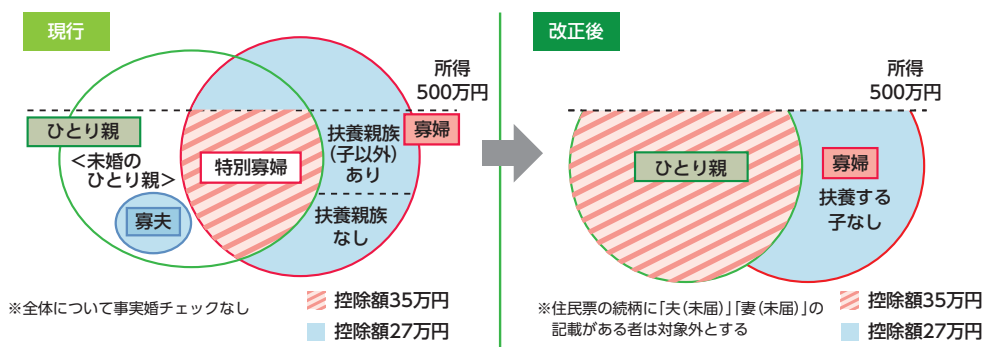 現行
所得
500万円
ひとり親
<未婚の
ひとり親>
寡夫
特別寡婦
扶養親族
(子以外)
あり
寡婦
扶養親族
なし
※全体について事実婚チェックなし
控除額35万円
控除額27万円
改正後
所得
500万円
ひとり親
寡婦
扶養する
子なし
※住民票の続柄に「夫(未届)」「妻(未届)」の
記載がある者は対象外とする
控除額35万円
控除額27万円